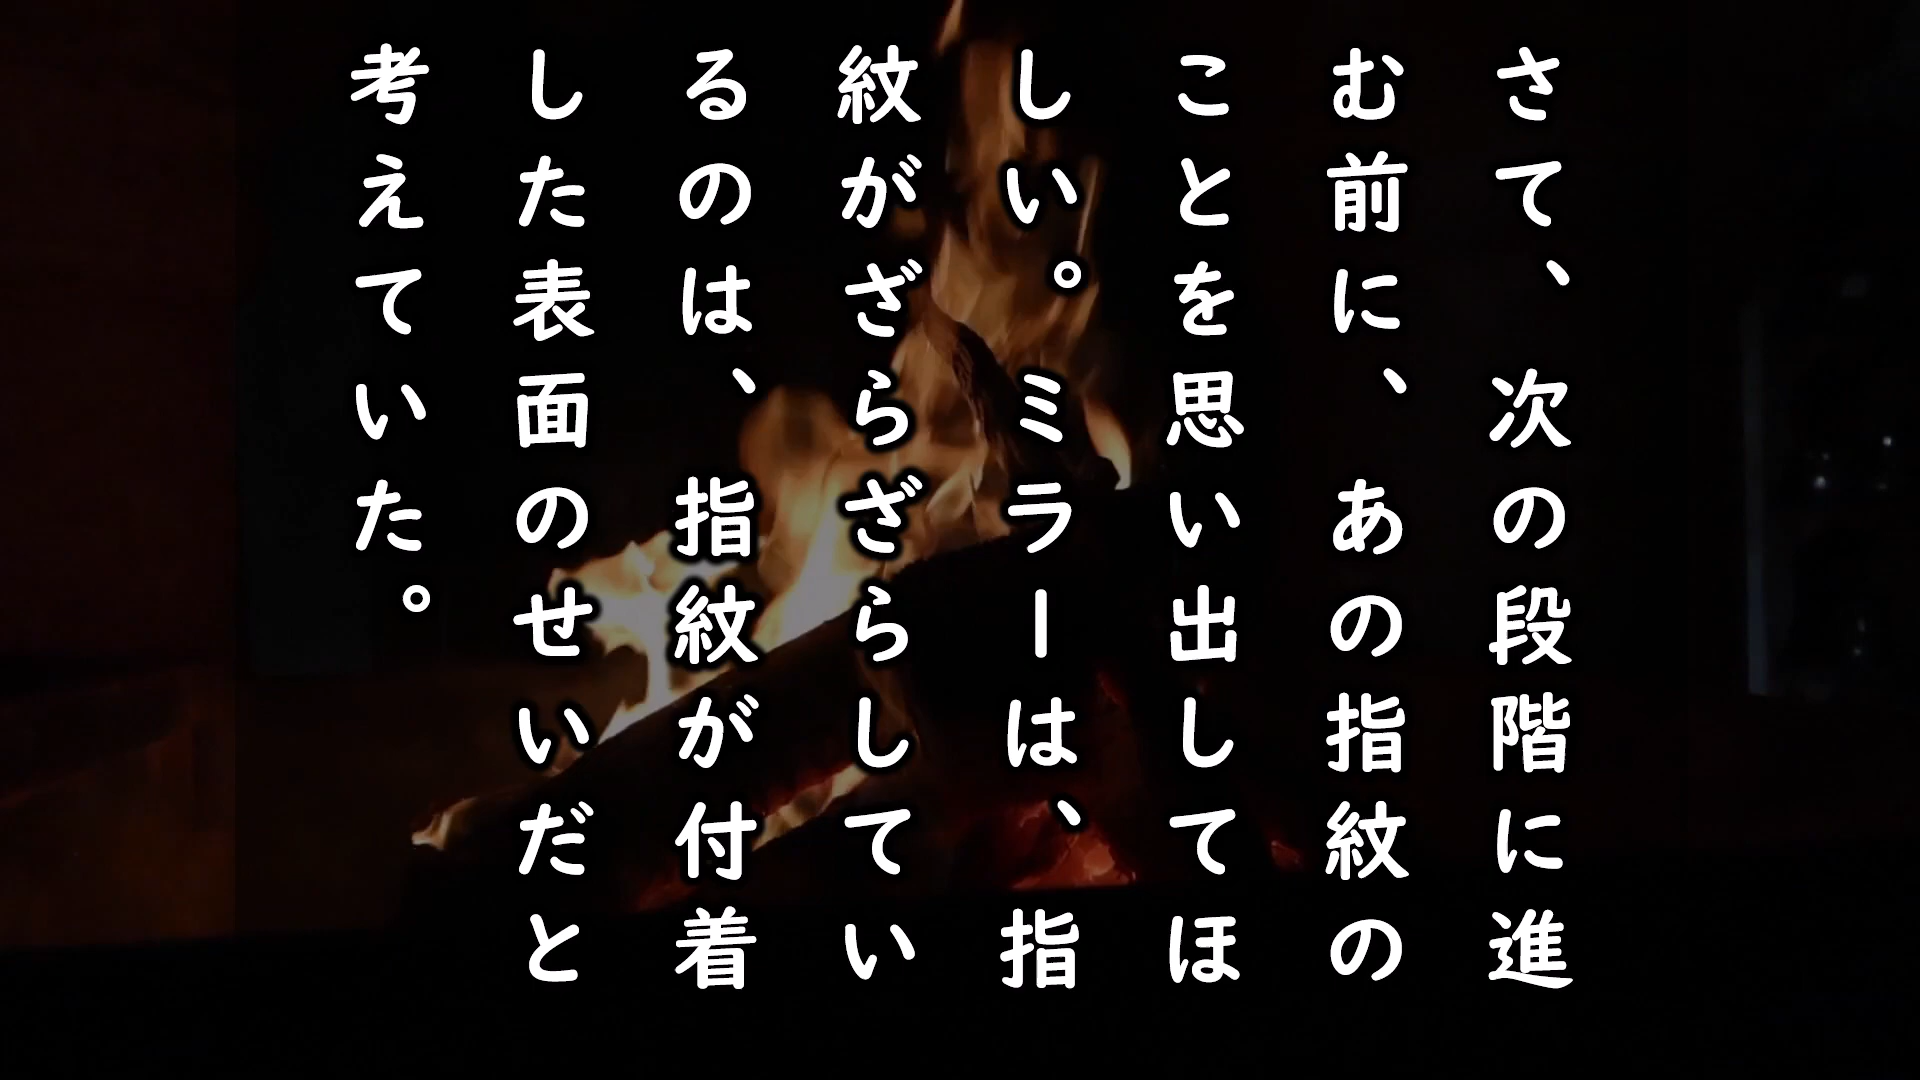 さて、次の段階に進
む前に、あの指紋の
ことを思い出してほ
しい。ミラーは、指
紋がざらざらしてい
るのは、指紋が付着
した表面のせいだと
考えていた。